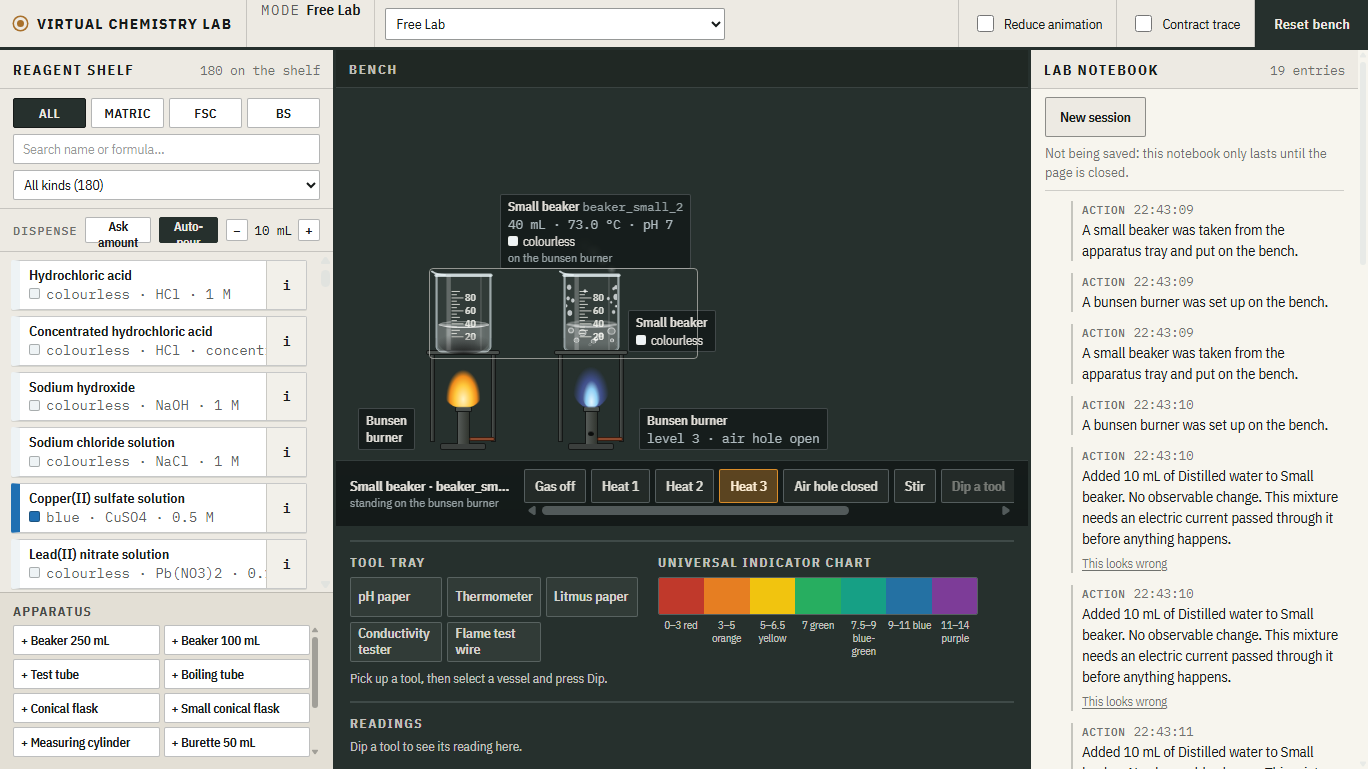 VIRTUAL CHEMISTRY LAB
MODE Free Lab
Free Lab
Reduce animation
Contract trace
Reset bench
REAGENT SHELF
180 on the shelf
ALL
MATRIC
FSC
BS
Search name or formula...
All kinds (180)
DISPENSE
Ask
amount
Auto-
pour
−
10 mL
+
Hydrochloric acid
colourless · HCl · 1 M
i
Concentrated hydrochloric acid
colourless · HCl · concent
i
Sodium hydroxide
colourless · NaOH · 1 M
i
Sodium chloride solution
colourless · NaCl · 1 M
i
Copper(II) sulfate solution
blue · CuSO4 · 0.5 M
i
Lead(II) nitrate solution
colourless · Pb(NO3)2 · 0.
i
APPARATUS
+ Beaker 250 mL
+ Beaker 100 mL
+ Test tube
+ Boiling tube
+ Conical flask
+ Small conical flask
+ Measuring cylinder
+ Burette 50 mL
BENCH
Small beaker beaker_small_2
40 mL · 73.0 °C · pH 7
colourless
on the bunsen burner
80
60
40
20
80
60
40
20
Small beaker
colourless
Bunsen
burner
Bunsen burner
level 3 · air hole open
Small beaker · beaker_sm...
standing on the bunsen burner
Gas off
Heat 1
Heat 2
Heat 3
Air hole closed
Stir
Dip a tool
TOOL TRAY
pH paper
Thermometer
Litmus paper
Conductivity
tester
Flame test
wire
Pick up a tool, then select a vessel and press Dip.
UNIVERSAL INDICATOR CHART
0–3 red
3–5
orange
5–6.5
yellow
7 green
7.5–9
blue-
green
9–11 blue
11–14
purple
READINGS
Dip a tool to see its reading here.
LAB NOTEBOOK
19 entries
New session
Not being saved: this notebook only lasts until the
page is closed.
ACTION 22:43:09
A small beaker was taken from the
apparatus tray and put on the bench.
ACTION 22:43:09
A bunsen burner was set up on the bench.
ACTION 22:43:09
A small beaker was taken from the
apparatus tray and put on the bench.
ACTION 22:43:10
A bunsen burner was set up on the bench.
ACTION 22:43:10
Added 10 mL of Distilled water to Small
beaker. No observable change. This mixture
needs an electric current passed through it
before anything happens.
This looks wrong
ACTION 22:43:10
Added 10 mL of Distilled water to Small
beaker. No observable change. This mixture
needs an electric current passed through it
before anything happens.
This looks wrong
ACTION 22:43:11
Added 10 mL of Distilled water to Small